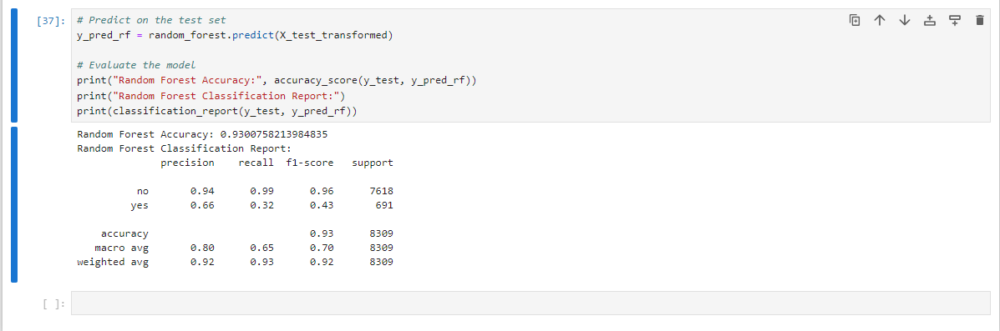 [37]: # Predict on the test set
y_pred_rf = random_forest.predict(X_test_transformed)
# Evaluate the model
print("Random Forest Accuracy:", accuracy_score(y_test, y_pred_rf))
print("Random Forest Classification Report:")
print(classification_report(y_test, y_pred_rf))
Random Forest Accuracy: 0.9300758213984835
Random Forest Classification Report:
precision recall f1-score support
no 0.94 0.99 0.96 7618
yes 0.66 0.32 0.43 691
accuracy 0.93 8309
macro avg 0.80 0.65 0.70 8309
weighted avg 0.92 0.93 0.92 8309
[ ]: